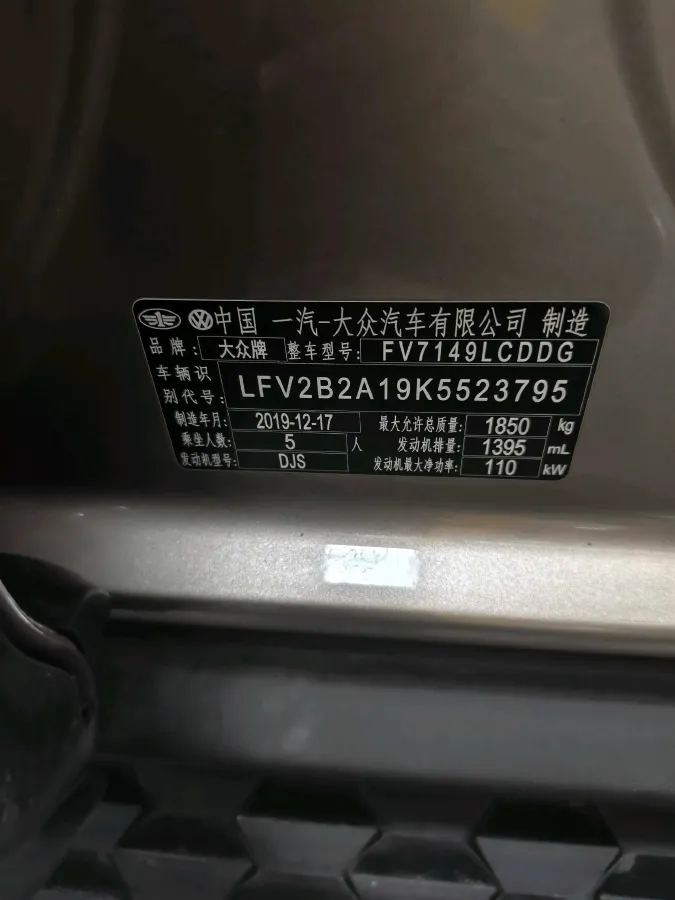 中国 一汽-大众汽车有限公司 制造
品牌: 大众牌 整车型号: FV7149LCDDG
车辆识
别代号: LFV2B2A19K5523795
制造年月: 2019-12-17 最大允许总质量: 1850 kg
乘坐人数: 5 人 发动机排量: 1395 mL
发动机型号: DJS 发动机最大净功率: 110 kW